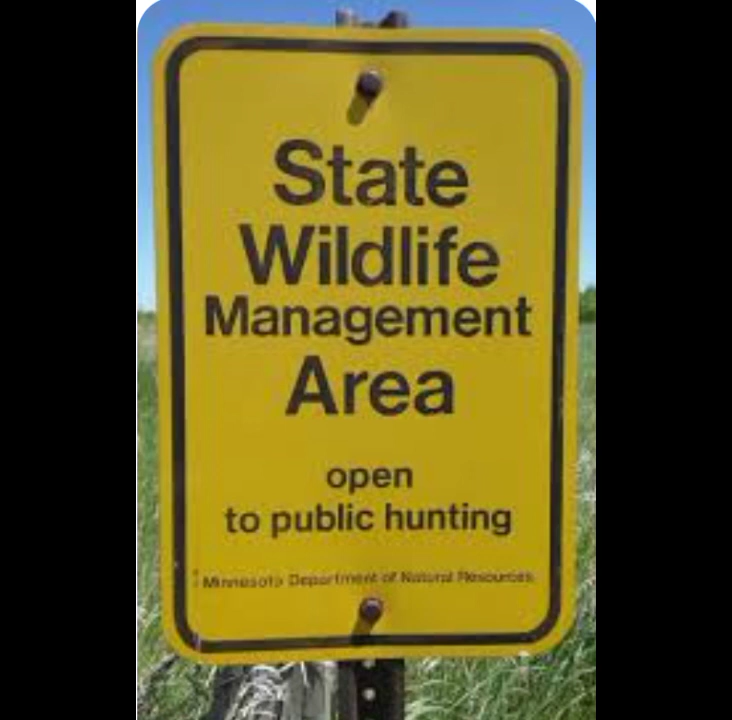 State
Wildlife
Management
Area
open
to public hunting
Minnesota Department of Natural Resources